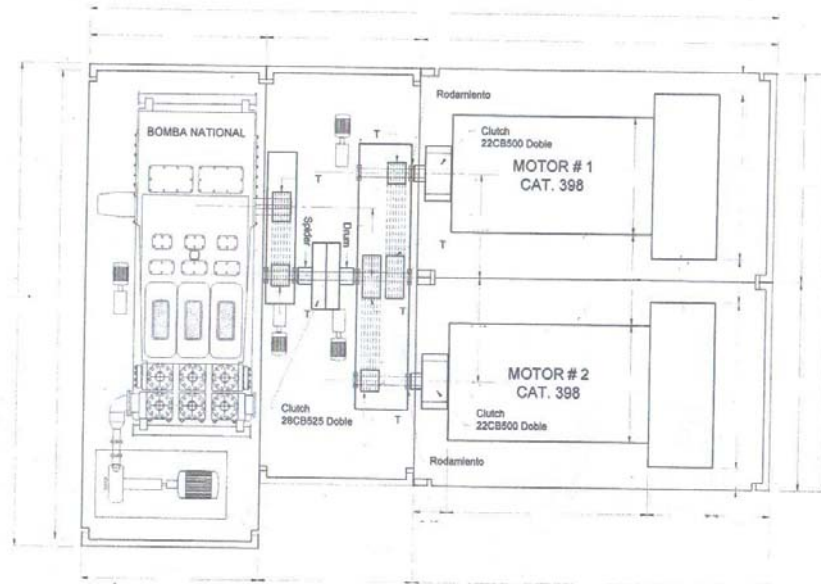 Rodamiento
BOMBA NATIONAL
Clutch
22CB500 Doble
MOTOR # 1
CAT. 398
T
T
T
Spider
Drum
T
T
T
MOTOR # 2
CAT. 398
Clutch
28CB525 Doble
Clutch
22CB500 Doble
T
Rodamiento